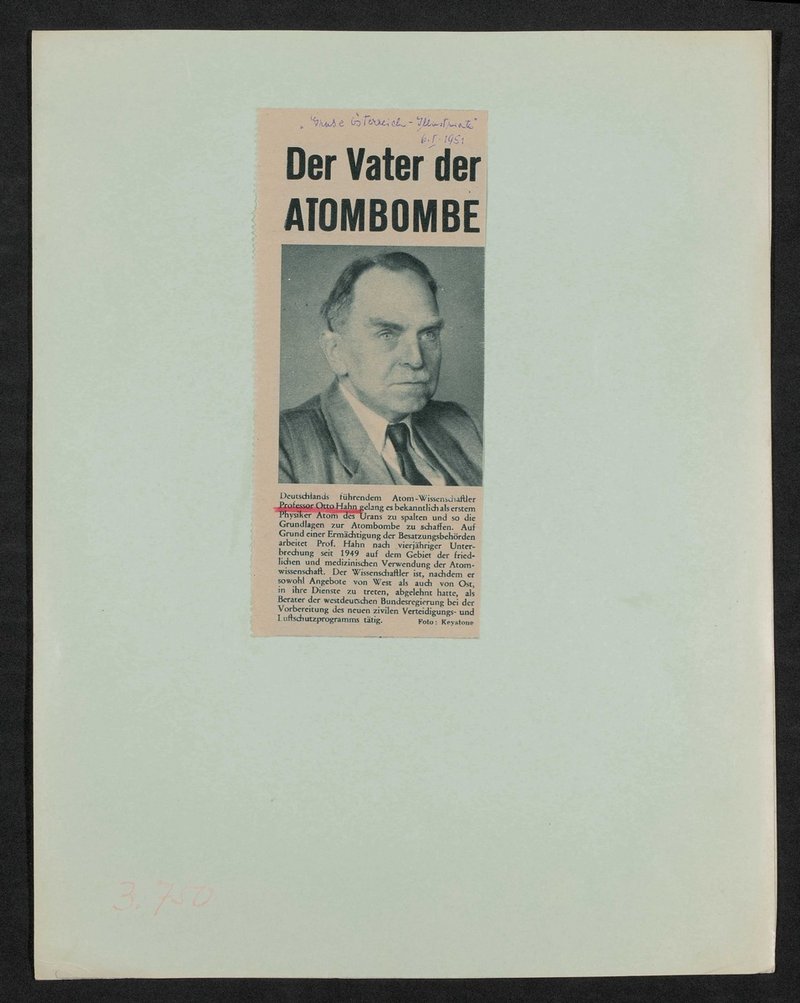 "Grosse Österreich-Illustrierte"
6.I.1951
Der Vater der
ATOMBOMBE
Deutschlands führendem Atom-Wissenschaftler
Professor Otto Hahn gelang es bekanntlich als erstem
Physiker Atom des Urans zu spalten und so die
Grundlagen zur Atombombe zu schaffen. Auf
Grund einer Ermächtigung der Besatzungsbehörden
arbeitet Prof. Hahn nach vierjähriger Unter-
brechung seit 1949 auf dem Gebiet der fried-
lichen und medizinischen Verwendung der Atom-
wissenschaft. Der Wissenschaftler ist, nachdem er
sowohl Angebote von West als auch von Ost,
in ihre Dienste zu treten, abgelehnt hatte, als
Berater der westdeutschen Bundesregierung bei der
Vorbereitung des neuen zivilen Verteidigungs- und
Luftschutzprogramms tätig. Foto: Keystone
3.750